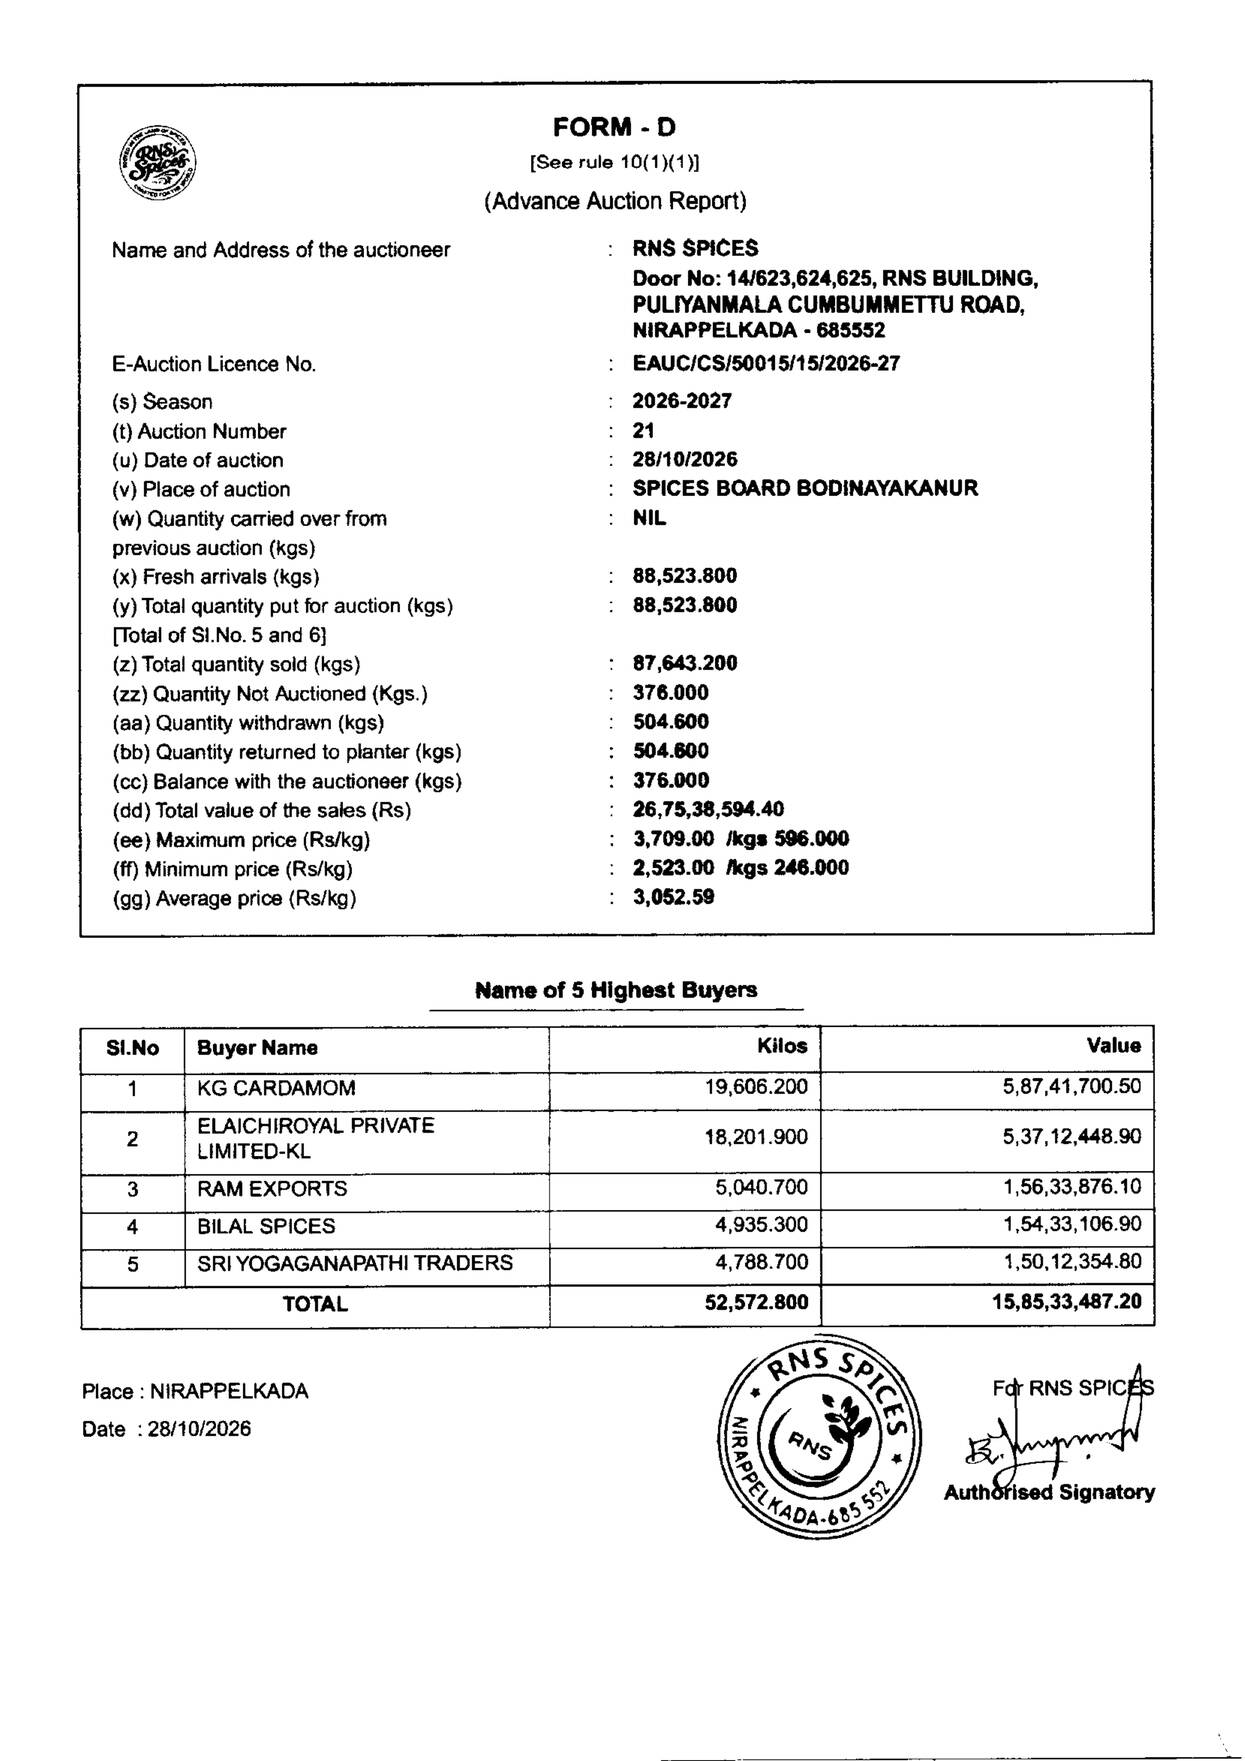 RNS
Spices
FORM - D
[See rule 10(1)(1)]
(Advance Auction Report)
Name and Address of the auctioneer : RNS SPICES
Door No: 14/623,624,625, RNS BUILDING,
PULIYANMALA CUMBUMMETTU ROAD,
NIRAPPELKADA - 685552
E-Auction Licence No. : EAUC/CS/50015/15/2026-27
(s) Season : 2026-2027
(t) Auction Number : 21
(u) Date of auction : 28/10/2026
(v) Place of auction : SPICES BOARD BODINAYAKANUR
(w) Quantity carried over from : NIL
previous auction (kgs)
(x) Fresh arrivals (kgs) : 88,523.800
(y) Total quantity put for auction (kgs) : 88,523.800
[Total of Sl.No. 5 and 6]
(z) Total quantity sold (kgs) : 87,643.200
(zz) Quantity Not Auctioned (Kgs.) : 376.000
(aa) Quantity withdrawn (kgs) : 504.600
(bb) Quantity returned to planter (kgs) : 504.600
(cc) Balance with the auctioneer (kgs) : 376.000
(dd) Total value of the sales (Rs) : 26,75,38,594.40
(ee) Maximum price (Rs/kg) : 3,709.00 /kgs 596.000
(ff) Minimum price (Rs/kg) : 2,523.00 /kgs 246.000
(gg) Average price (Rs/kg) : 3,052.59
Name of 5 Highest Buyers
Sl.No Buyer Name Kilos Value
1 KG CARDAMOM 19,606.200 5,87,41,700.50
2 ELAICHIROYAL PRIVATE LIMITED-KL 18,201.900 5,37,12,448.90
3 RAM EXPORTS 5,040.700 1,56,33,876.10
4 BILAL SPICES 4,935.300 1,54,33,106.90
5 SRI YOGAGANAPATHI TRADERS 4,788.700 1,50,12,354.80
TOTAL 52,572.800 15,85,33,487.20
Place : NIRAPPELKADA
Date : 28/10/2026
RNS SPICES
RNS
NIRAPPELKADA-685 552
For RNS SPICES
Authorised Signatory